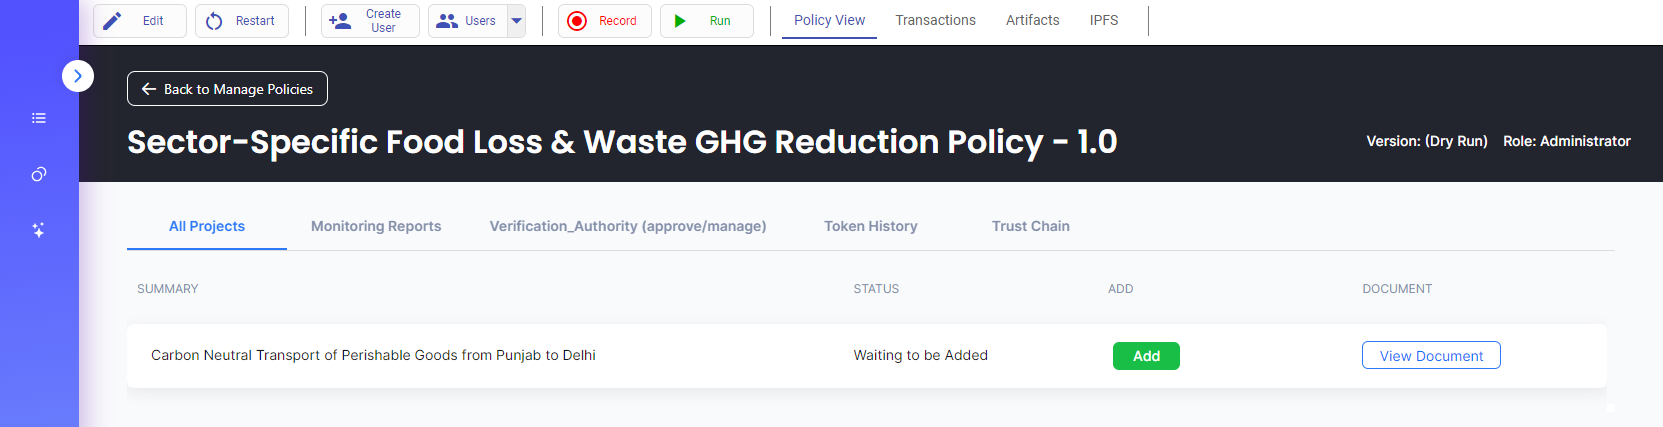 Edit
Restart
Create
User
Users
Record
Run
Policy View
Transactions
Artifacts
IPFS
Back to Manage Policies
Sector-Specific Food Loss & Waste GHG Reduction Policy - 1.0
Version: (Dry Run) Role: Administrator
All Projects
Monitoring Reports
Verification_Authority (approve/manage)
Token History
Trust Chain
SUMMARY
STATUS
ADD
DOCUMENT
Carbon Neutral Transport of Perishable Goods from Punjab to Delhi
Waiting to be Added
Add
View Document